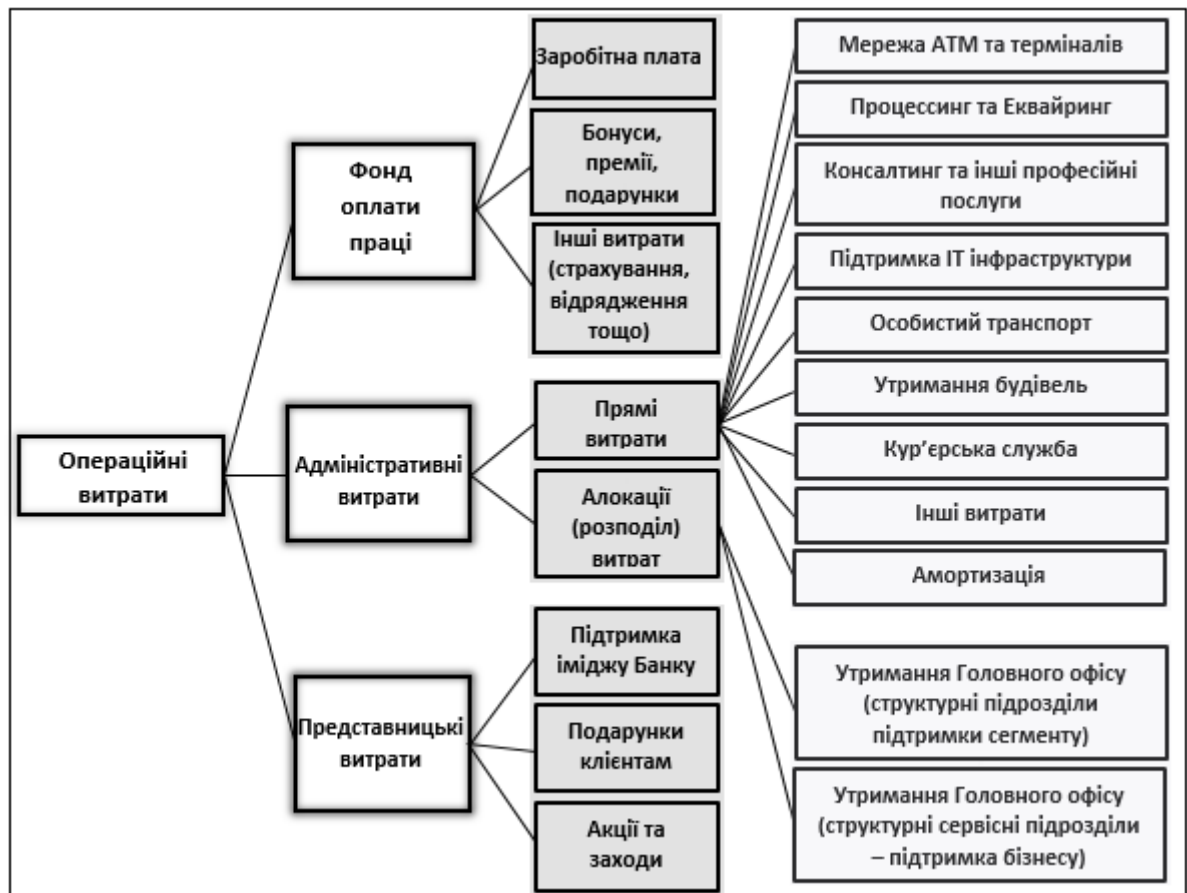 Операційні
витрати
Фонд
оплати
праці
Адміністративні
витрати
Представницькі
витрати
Заробітна плата
Бонуси,
премії,
подарунки
Інші витрати
(страхування,
відрядження
тощо)
Прямі
витрати
Алокації
(розподіл)
витрат
Підтримка
іміджу Банку
Подарунки
клієнтам
Акції та
заходи
Мережа АТМ та терміналів
Процессинг та Еквайринг
Консалтинг та інші професійні
послуги
Підтримка ІТ інфраструктури
Особистий транспорт
Утримання будівель
Кур’єрська служба
Інші витрати
Амортизація
Утримання Головного офісу
(структурні підрозділи
підтримки сегменту)
Утримання Головного офісу
(структурні сервісні підрозділи
– підтримка бізнесу)